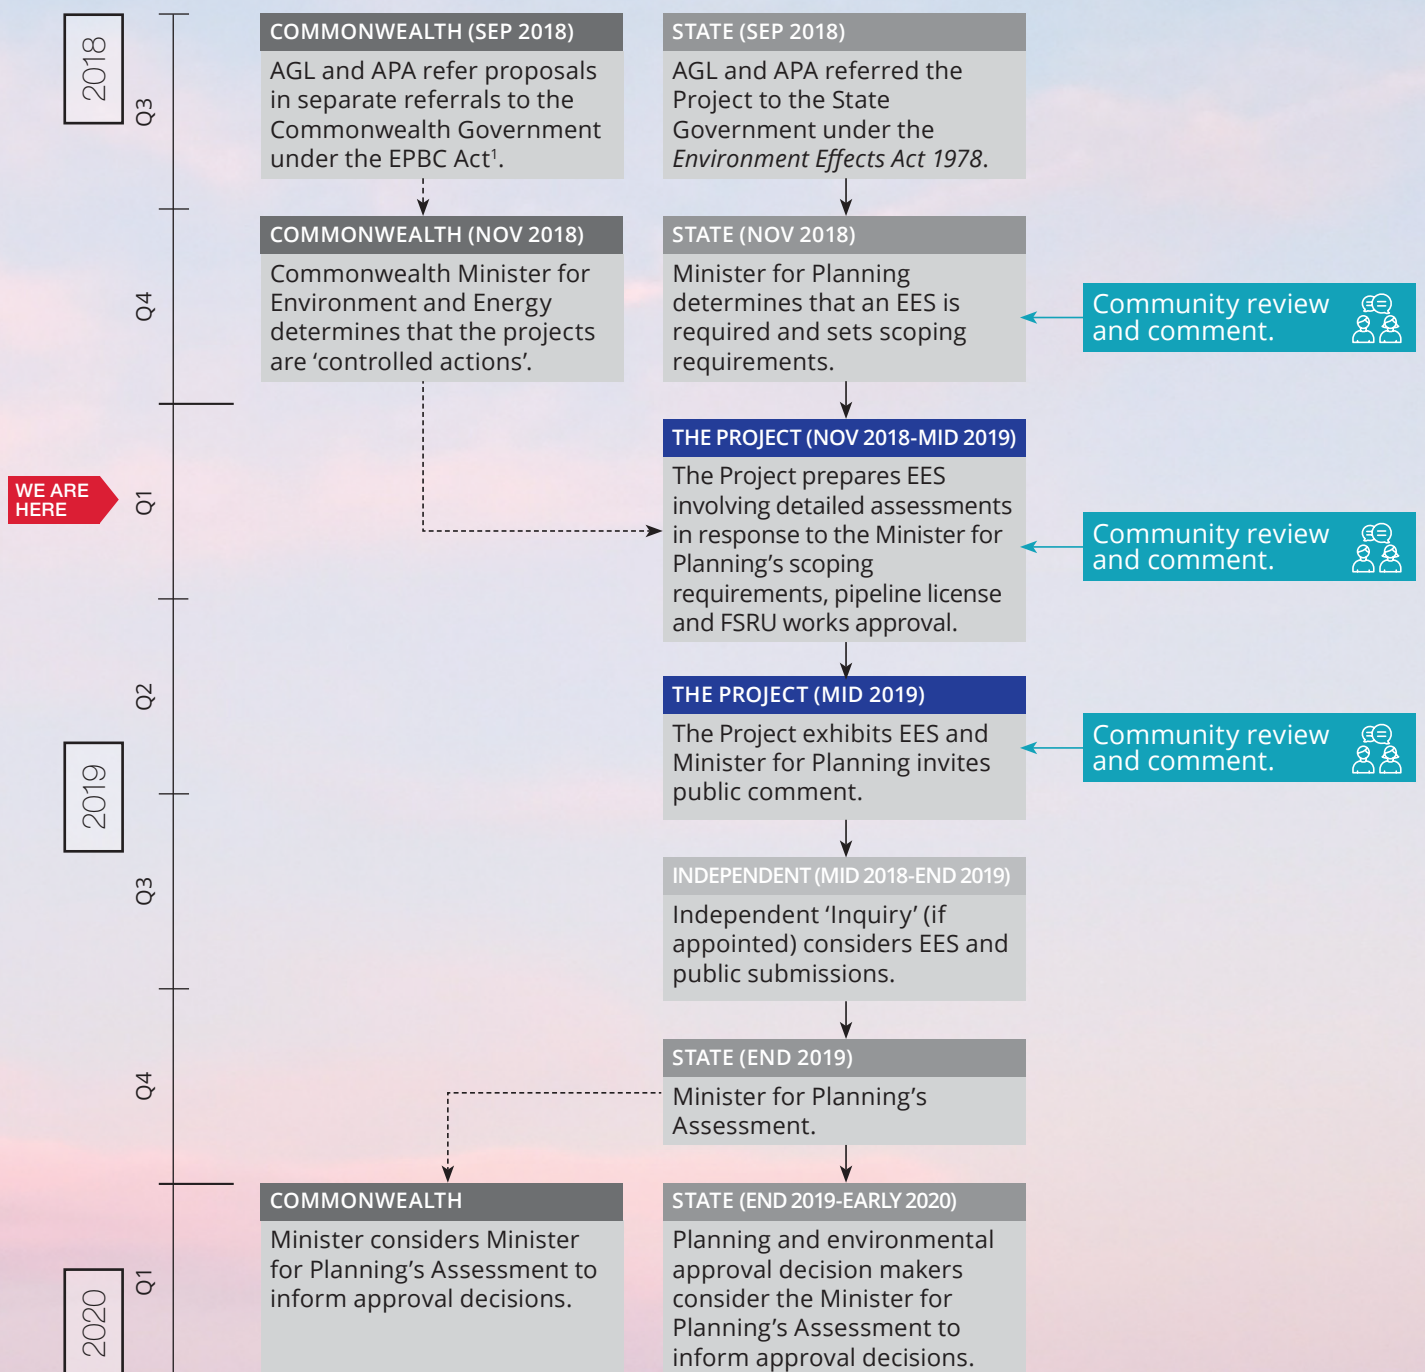 2018
Q3
COMMONWEALTH (SEP 2018)
AGL and APA refer proposals
in separate referrals to the
Commonwealth Government
under the EPBC Act¹.
STATE (SEP 2018)
AGL and APA referred the
Project to the State
Government under the
Environment Effects Act 1978.
Q4
COMMONWEALTH (NOV 2018)
Commonwealth Minister for
Environment and Energy
determines that the projects
are ‘controlled actions’.
STATE (NOV 2018)
Minister for Planning
determines that an EES is
required and sets scoping
requirements.
Community review
and comment.
WE ARE
HERE
Q1
THE PROJECT (NOV 2018-MID 2019)
The Project prepares EES
involving detailed assessments
in response to the Minister for
Planning’s scoping
requirements, pipeline license
and FSRU works approval.
Community review
and comment.
Q2
THE PROJECT (MID 2019)
The Project exhibits EES and
Minister for Planning invites
public comment.
Community review
and comment.
2019
Q3
INDEPENDENT (MID 2018-END 2019)
Independent ‘Inquiry’ (if
appointed) considers EES and
public submissions.
Q4
STATE (END 2019)
Minister for Planning’s
Assessment.
2020
Q1
COMMONWEALTH
Minister considers Minister
for Planning’s Assessment to
inform approval decisions.
STATE (END 2019-EARLY 2020)
Planning and environmental
approval decision makers
consider the Minister for
Planning’s Assessment to
inform approval decisions.